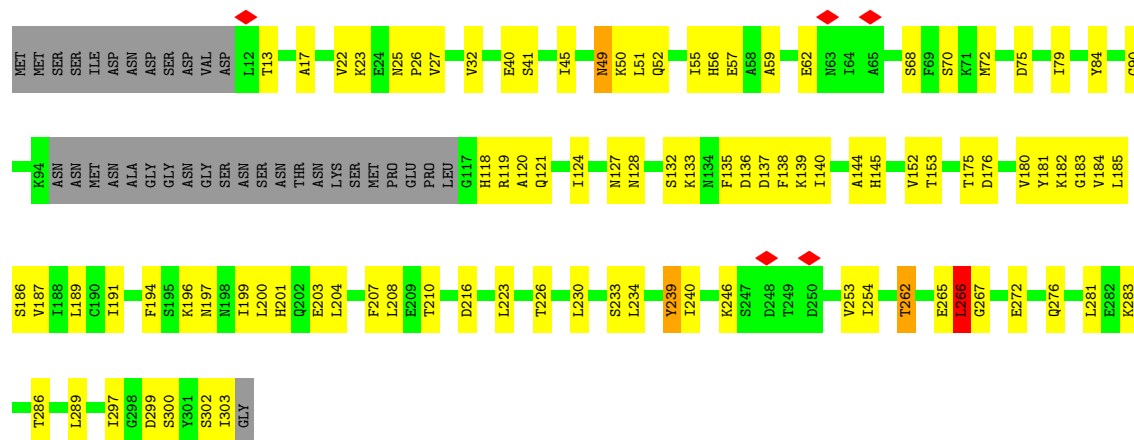 MET MET SER SER ILE ASP ASN ASP SER ASP VAL ASP L12 T13 A17 V22 K23 E24 N25 P26 V27 V32 E40 S41 I45 N49 K50 L51 Q52 I55 H56 E57 A58 A59 E62 N63 I64 A65 S68 F69 S70 K71 M72 D75 I79 Y84 G90
K94 ASN ASN MET ASN ALA GLY GLY ASN GLY SER ASN SER ASN THR ASN LYS SER MET PRO GLU PRO LEU G117 H118 R119 A120 Q121 I124 N127 N128 S132 K133 N134 F135 D136 D137 F138 K139 I140 A144 H145 V152 T153 T175 D176 V180 Y181 K182 G183 V184 L185
S186 V187 I188 L189 C190 I191 F194 S195 K196 N197 N198 I199 L200 H201 Q202 E203 L204 F207 L208 E209 T210 D216 L223 T226 L230 S233 L234 Y239 I240 K246 S247 D248 T249 D250 V253 I254 T262 E265 L266 G267 E272 Q276 L281 E282 K283
T286 L289 I297 G298 D299 S300 Y301 S302 I303 GLY